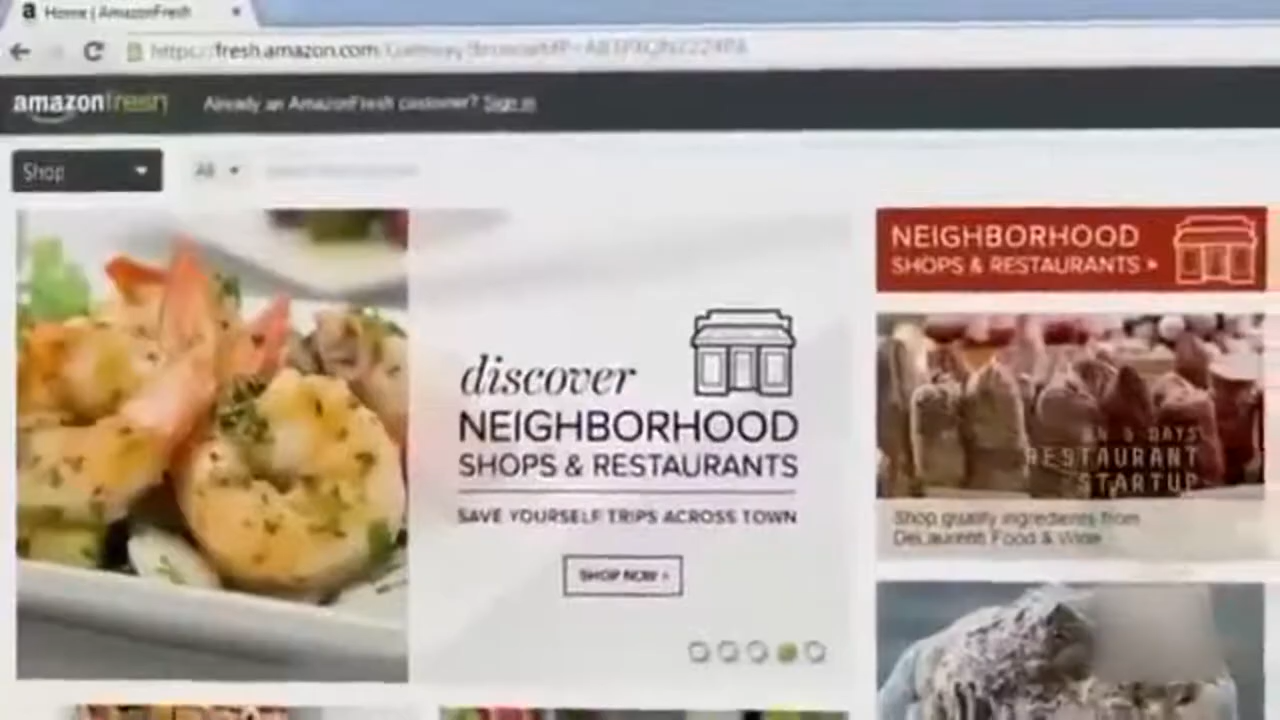 Home | AmazonFresh
https://fresh.amazon.com
amazonfresh
Already an AmazonFresh customer? Sign in
Shop
All
NEIGHBORHOOD
SHOPS & RESTAURANTS >
discover
NEIGHBORHOOD
SHOPS & RESTAURANTS
SAVE YOURSELF TRIPS ACROSS TOWN
SHOP NOW >
DAYS
RESTAURANT
STARTUP
Shop quality ingredients from
DeLaurenti Food & Wine